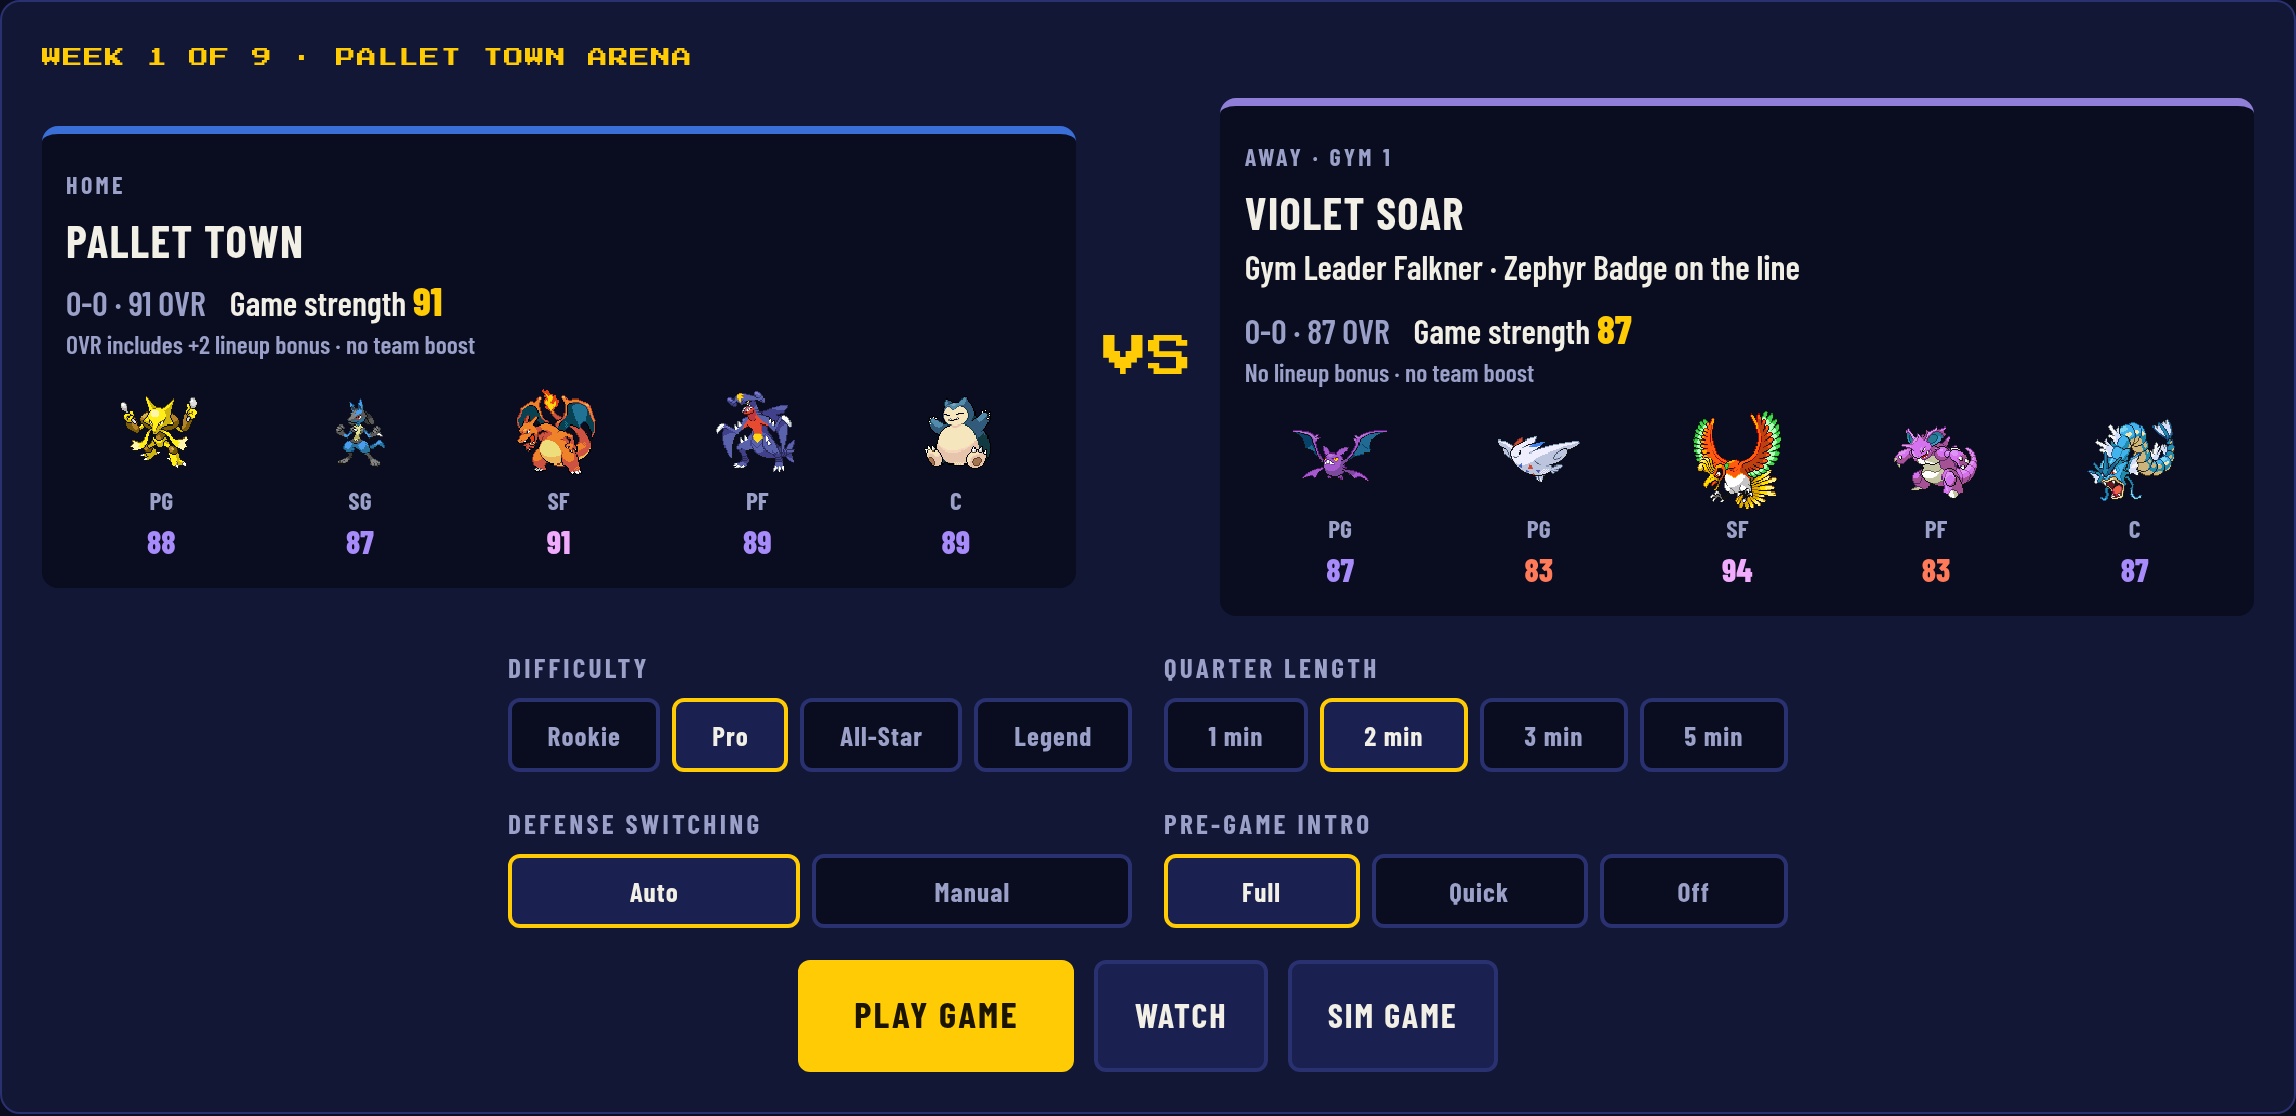 WEEK 1 OF 9 · PALLET TOWN ARENA
HOME
PALLET TOWN
0-0 · 91 OVR Game strength 91
OVR includes +2 lineup bonus · no team boost
PG SG SF PF C
88 87 91 89 89
VS
AWAY · GYM 1
VIOLET SOAR
Gym Leader Falkner · Zephyr Badge on the line
0-0 · 87 OVR Game strength 87
No lineup bonus · no team boost
PG PG SF PF C
87 83 94 83 87
DIFFICULTY
Rookie Pro All-Star Legend
QUARTER LENGTH
1 min 2 min 3 min 5 min
DEFENSE SWITCHING
Auto Manual
PRE-GAME INTRO
Full Quick Off
PLAY GAME WATCH SIM GAME